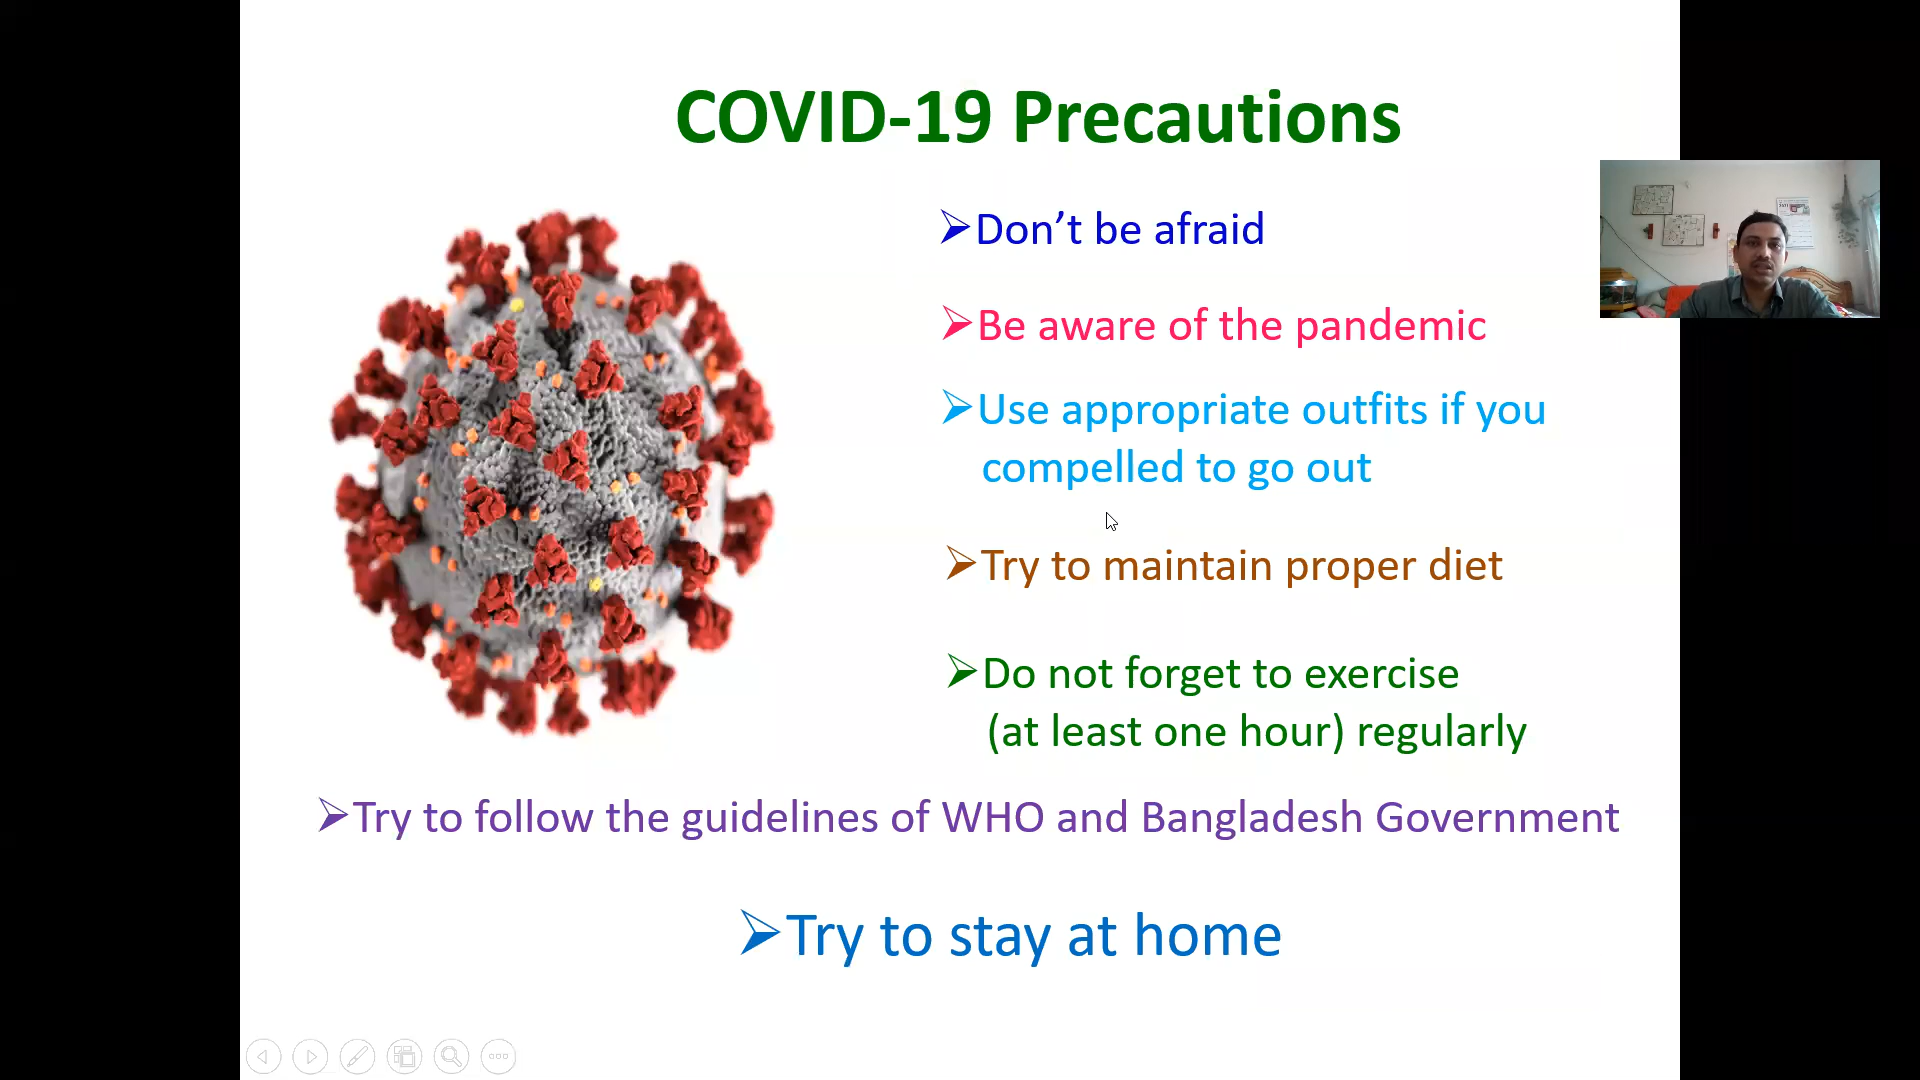 COVID-19 Precautions
➢Don’t be afraid
➢Be aware of the pandemic
➢Use appropriate outfits if you
compelled to go out
➢Try to maintain proper diet
➢Do not forget to exercise
(at least one hour) regularly
➢Try to follow the guidelines of WHO and Bangladesh Government
➢Try to stay at home